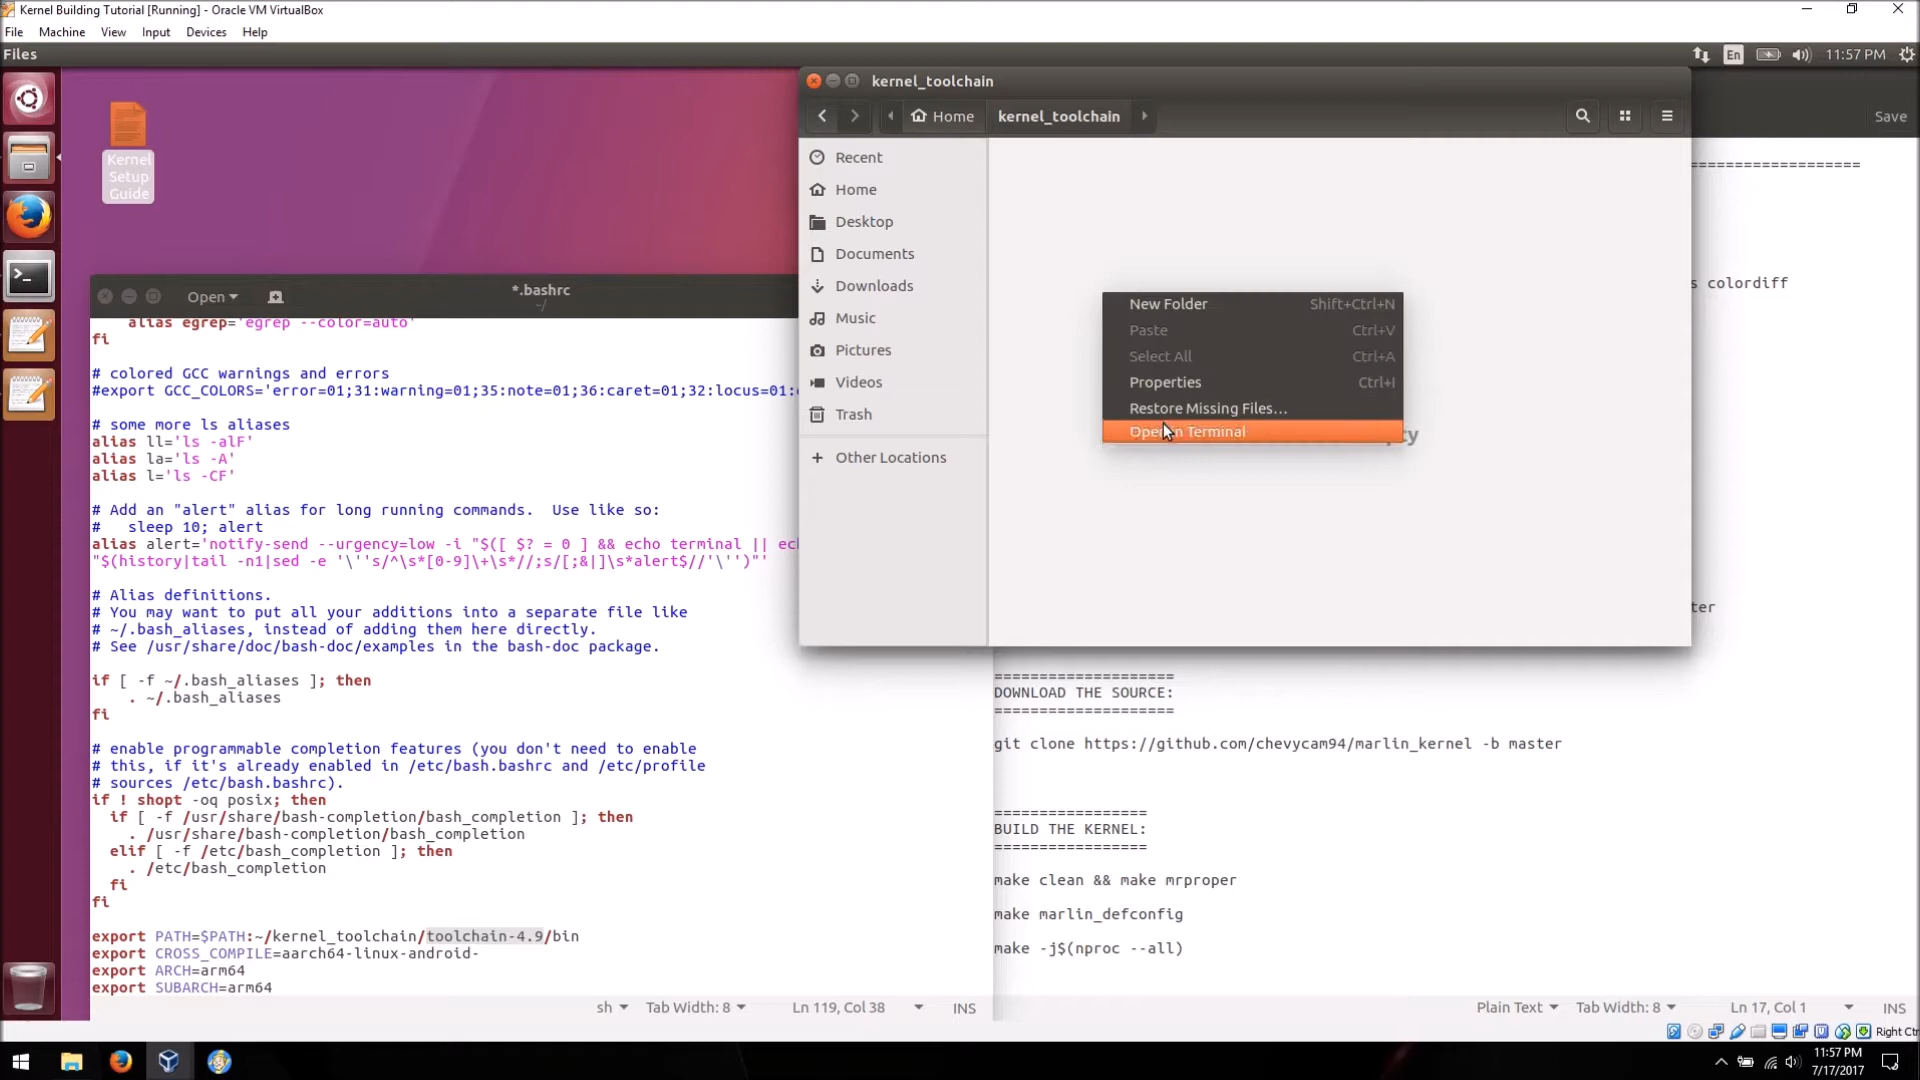 Kernel Building Tutorial [Running] - Oracle VM VirtualBox
File Machine View Input Devices Help
Files
En
11:57 PM
kernel_toolchain
Home kernel_toolchain
Save
Kernel
Setup
Guide
Recent
Home
Desktop
Documents
Downloads
Music
Pictures
Videos
Trash
Other Locations
New Folder Shift+Ctrl+N
Paste Ctrl+V
Select All Ctrl+A
Properties Ctrl+I
Restore Missing Files…
Terminal
Open
*.bashrc
~/
alias egrep='egrep --color=auto'
fi
# colored GCC warnings and errors
#export GCC_COLORS='error=01;31:warning=01;35:note=01;36:caret=01;32:locus=01:
# some more ls aliases
alias ll='ls -alF'
alias la='ls -A'
alias l='ls -CF'
# Add an "alert" alias for long running commands.  Use like so:
#   sleep 10; alert
alias alert='notify-send --urgency=low -i "$([ $? = 0 ] && echo terminal ||
"$(history|tail -n1|sed -e '\''s/^\s*[0-9]\+\s*//;s/[;&|]\s*alert$//'\'')"'
# Alias definitions.
# You may want to put all your additions into a separate file like
# ~/.bash_aliases, instead of adding them here directly.
# See /usr/share/doc/bash-doc/examples in the bash-doc package.
if [ -f ~/.bash_aliases ]; then
. ~/.bash_aliases
fi
# enable programmable completion features (you don't need to enable
# this, if it's already enabled in /etc/bash.bashrc and /etc/profile
# sources /etc/bash.bashrc).
if ! shopt -oq posix; then
if [ -f /usr/share/bash-completion/bash_completion ]; then
. /usr/share/bash-completion/bash_completion
elif [ -f /etc/bash_completion ]; then
. /etc/bash_completion
fi
fi
export PATH=$PATH:~/kernel_toolchain/toolchain-4.9/bin
export CROSS_COMPILE=aarch64-linux-android-
export ARCH=arm64
export SUBARCH=arm64
sh Tab Width: 8 Ln 119, Col 38 INS
===================
s colordiff
ter
====================
DOWNLOAD THE SOURCE:
====================
git clone https://github.com/chevycam94/marlin_kernel -b master
=================
BUILD THE KERNEL:
=================
make clean && make mrproper
make marlin_defconfig
make -j$(nproc --all)
Plain Text Tab Width: 8 Ln 17, Col 1 INS
Right Ctr
11:57 PM
7/17/2017